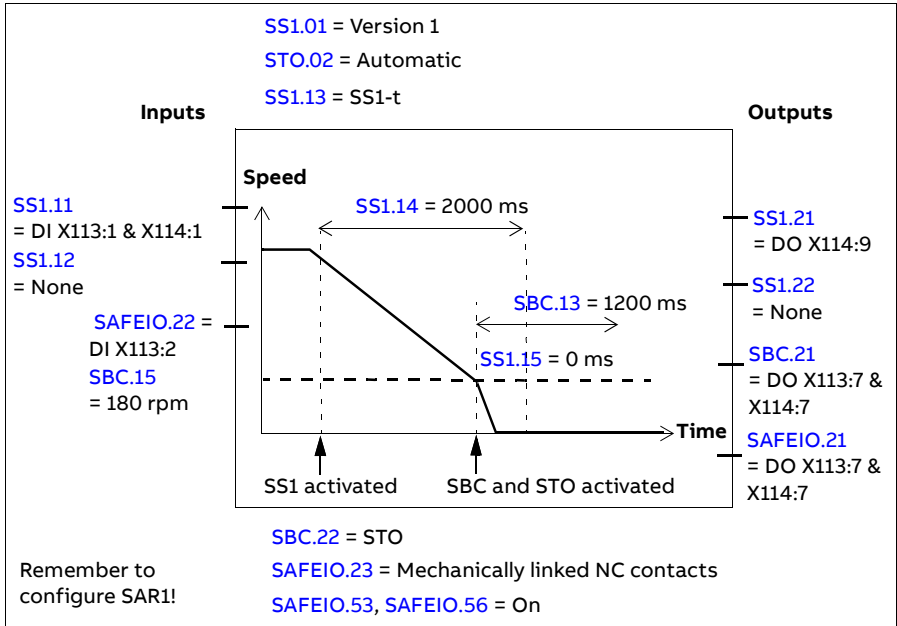 SS1.01 = Version 1
STO.02 = Automatic
SS1.13 = SS1-t
Inputs
Outputs
Speed
SS1.11
= DI X113:1 & X114:1
SS1.12
= None
SAFEIO.22 =
DI X113:2
SBC.15
= 180 rpm
SS1.14 = 2000 ms
SBC.13 = 1200 ms
SS1.15 = 0 ms
Time
SS1 activated
SBC and STO activated
SS1.21
= DO X114:9
SS1.22
= None
SBC.21
= DO X113:7 &
X114:7
SAFEIO.21
= DO X113:7 &
X114:7
SBC.22 = STO
SAFEIO.23 = Mechanically linked NC contacts
SAFEIO.53, SAFEIO.56 = On
Remember to
configure SAR1!